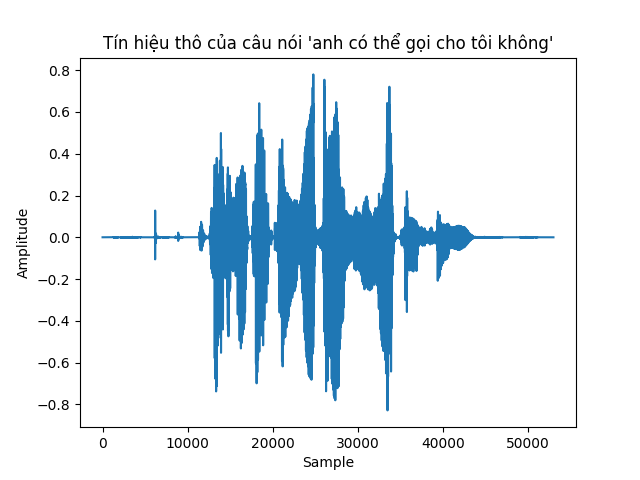 Tín hiệu thô của câu nói 'anh có thể gọi cho tôi không'
0.8
0.6
0.4
0.2
0.0
−0.2
−0.4
−0.6
−0.8
Amplitude
0 10000 20000 30000 40000 50000
Sample